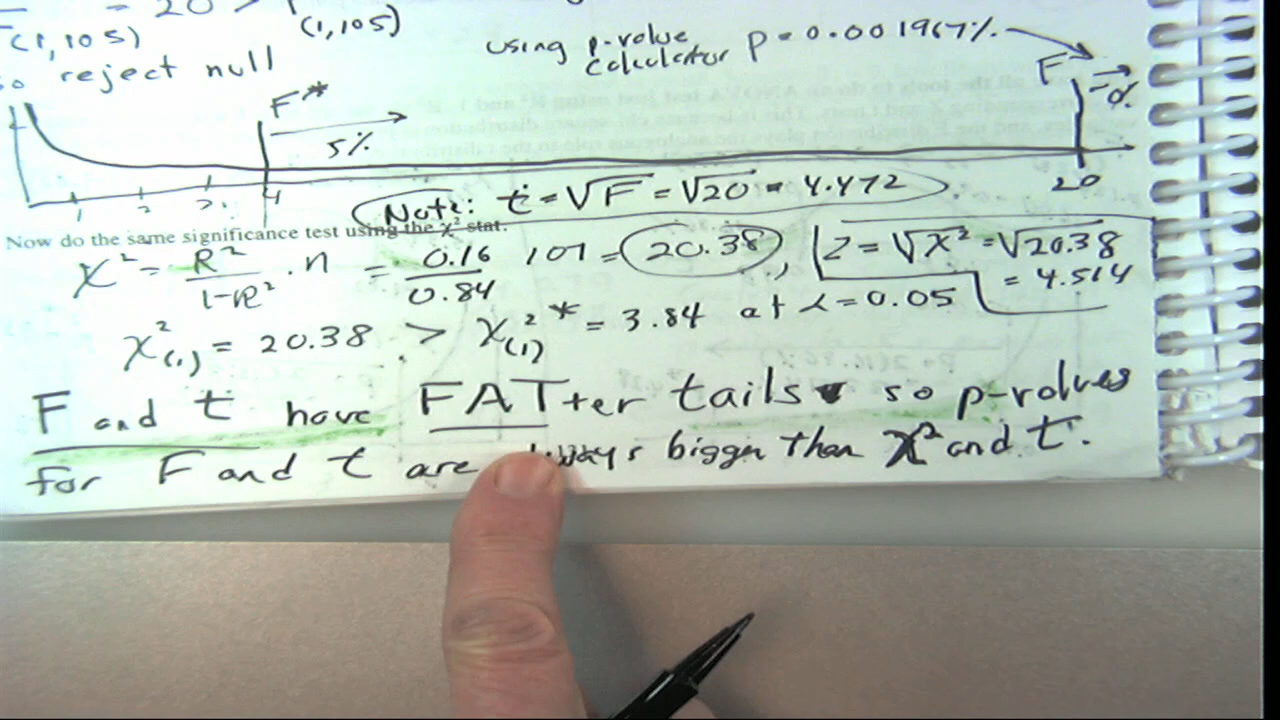 = 20 >
(1,105) (1,105)
so reject null
using p-value calculator p = 0.001967%
F* F
5% =0%
1 2 3 4 20
Note: t = √F = √20 = 4.472
Now do the same significance test using the χ² stat.
χ² = R²/1-R² · n = 0.16/0.84 107 = 20.38, Z = √χ² = √20.38 = 4.514
χ²(1) = 20.38 > χ²*(1) = 3.84 at α = 0.05
F and t have FATter tails so p-values
for F and t are always bigger than χ² and t.